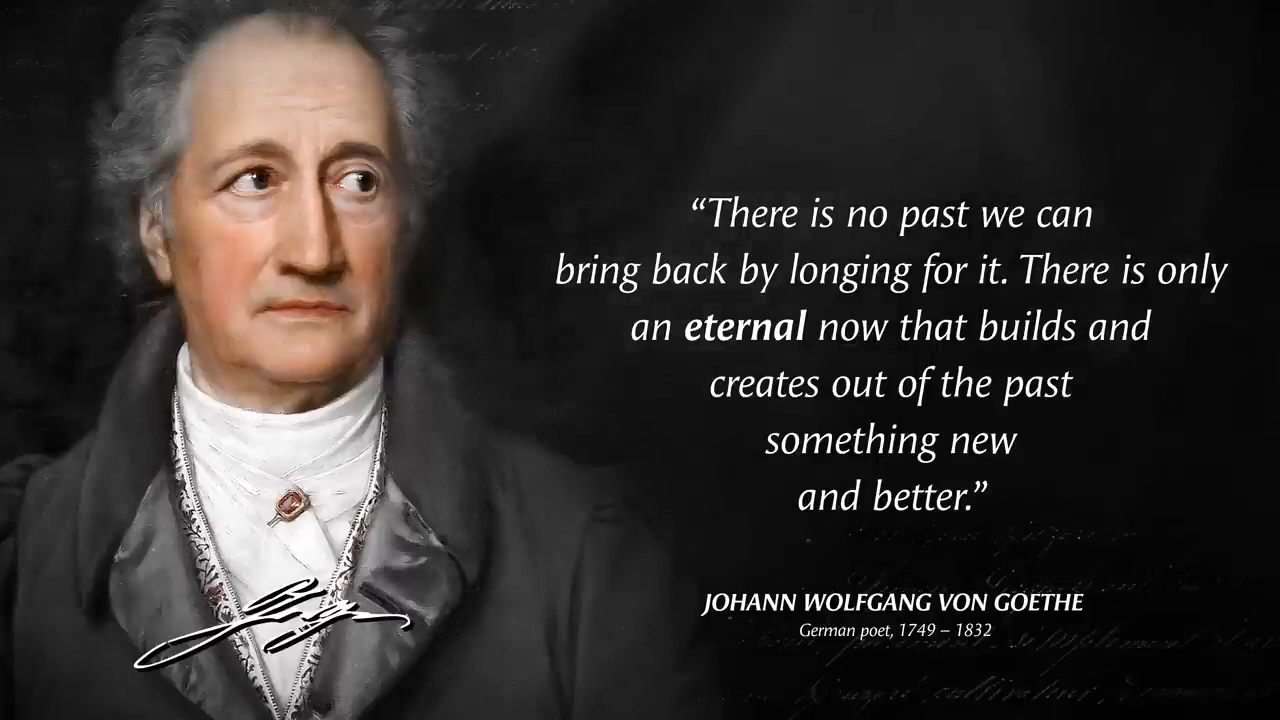 “There is no past we can
bring back by longing for it. There is only
an eternal now that builds and
creates out of the past
something new
and better.”
JOHANN WOLFGANG VON GOETHE
German poet, 1749 – 1832